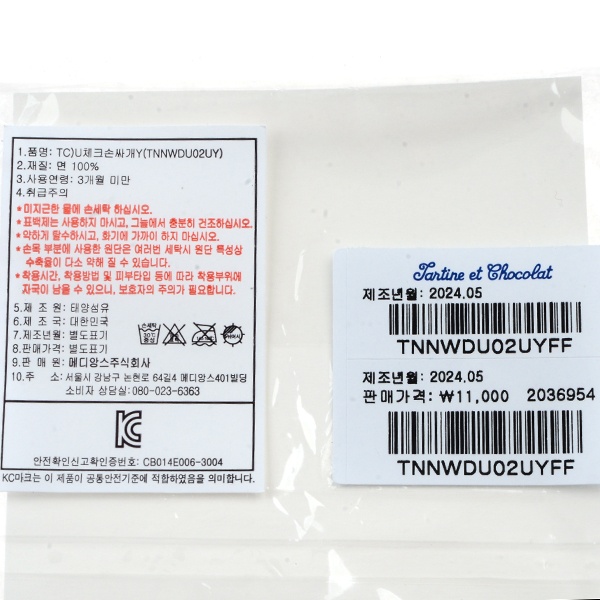 1.품명: TC)U체크손싸개Y(TNNWDU02UY)
2.재질: 면 100%
3.사용연령: 3개월 미만
4.취급주의
*미지근한 물에 손세탁 하십시오.
*표백제는 사용하지 마시고, 그늘에서 충분히 건조하십시오.
*약하게 탈수하시고, 화기에 가까이 하지 마십시오.
*손목 부분에 사용한 원단은 여러번 세탁시 원단 특성상
수축율이 다소 약해 질 수 있습니다.
*착용시간, 착용방법 및 피부타입 등에 따라 착용부위에
자국이 남을 수 있으니, 보호자의 주의가 필요합니다.
5.제 조 원: 태양섬유
6.제 조 국: 대한민국
7.제조년월: 별도표기
8.판매가격: 별도표기
9.판 매 원: 메디앙스주식회사
10.주 소: 서울시 강남구 논현로 64길4 메디앙스401빌딩
소비자 상담실: 080-023-6363
안전확인신고확인증번호: CB014E006-3004
KC마크는 이 제품이 공통안전기준에 적합하였음을 의미합니다.
Tartine et Chocolat
제조년월: 2024.05
TNNWDU02UYFF
제조년월: 2024.05
판매가격: ₩11,000 2036954
TNNWDU02UYFF